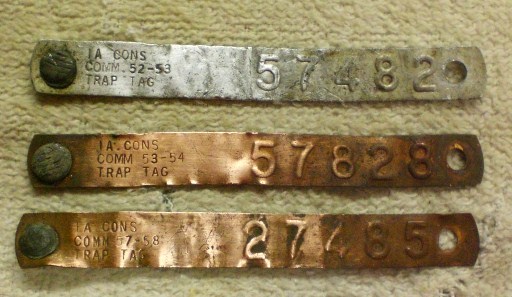 IA CONS
COMM. 52-53
TRAP TAG
57482
IA CONS
COMM 53-54
TRAP TAG
57828
IA CONS
COMM 57-58
TRAP TAG
27485